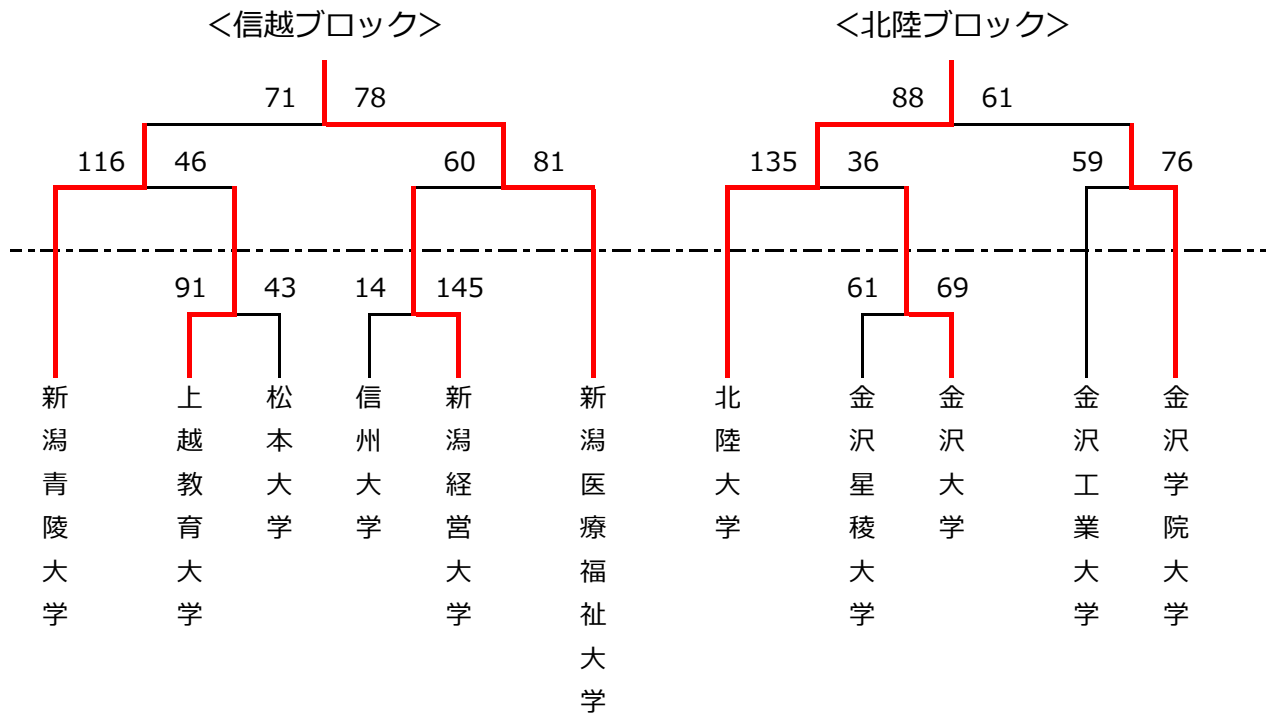 <信越ブロック>
<北陸ブロック>
71 78
88 61
116 46
60 81
135 36
59 76
91 43
14 145
61 69
新潟青陵大学
上越教育大学
松本大学
信州大学
新潟経営大学
新潟医療福祉大学
北陸大学
金沢星稜大学
金沢大学
金沢工業大学
金沢学院大学